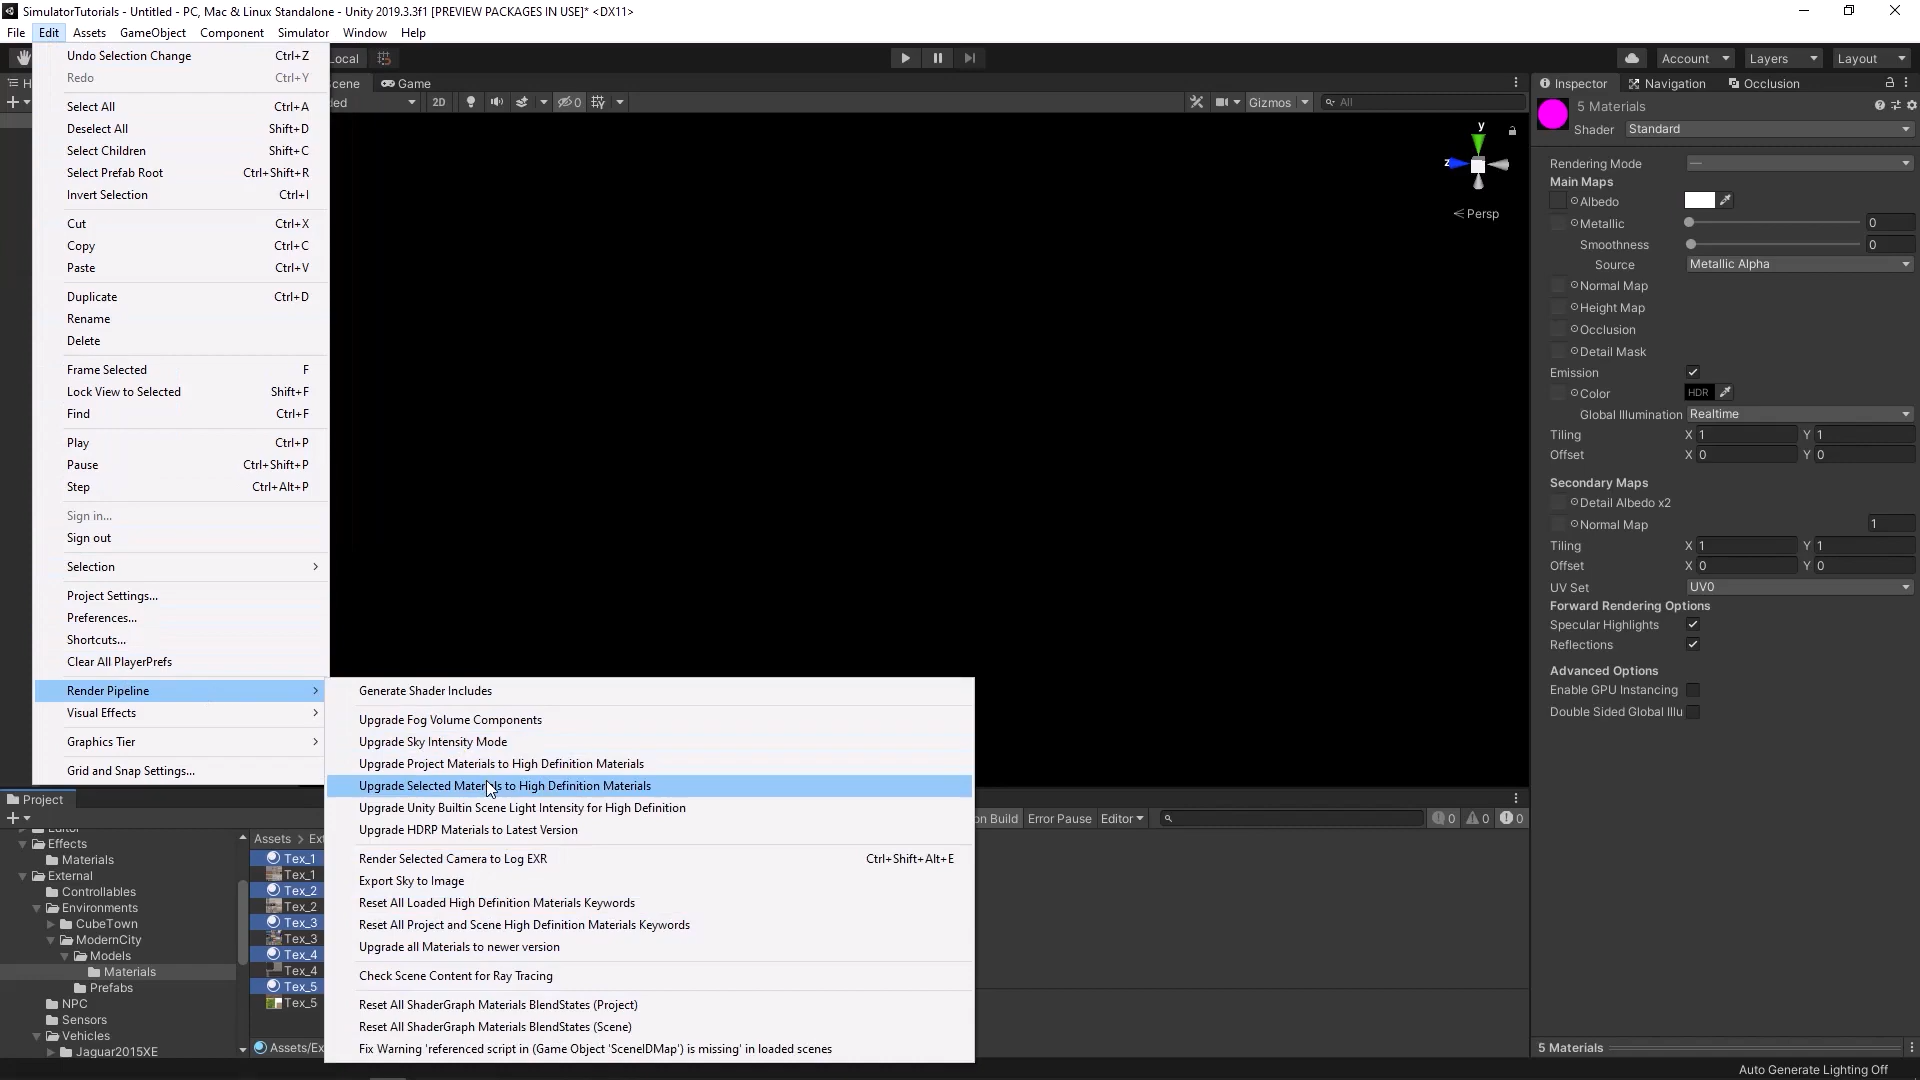 SimulatorTutorials - Untitled - PC, Mac & Linux Standalone - Unity 2019.3.3f1 [PREVIEW PACKAGES IN USE]* <DX11>
File Edit Assets GameObject Component Simulator Window Help
Local
Account Layers Layout
Undo Selection Change Ctrl+Z
Redo Ctrl+Y
Select All Ctrl+A
Deselect All Shift+D
Select Children Shift+C
Select Prefab Root Ctrl+Shift+R
Invert Selection Ctrl+I
Cut Ctrl+X
Copy Ctrl+C
Paste Ctrl+V
Duplicate Ctrl+D
Rename
Delete
Frame Selected F
Lock View to Selected Shift+F
Find Ctrl+F
Play Ctrl+P
Pause Ctrl+Shift+P
Step Ctrl+Alt+P
Sign in...
Sign out
Selection
Project Settings...
Preferences...
Shortcuts...
Clear All PlayerPrefs
Render Pipeline
Visual Effects
Graphics Tier
Grid and Snap Settings...
Generate Shader Includes
Upgrade Fog Volume Components
Upgrade Sky Intensity Mode
Upgrade Project Materials to High Definition Materials
Upgrade Selected Materials to High Definition Materials
Upgrade Unity Builtin Scene Light Intensity for High Definition
Upgrade HDRP Materials to Latest Version
Render Selected Camera to Log EXR Ctrl+Shift+Alt+E
Export Sky to Image
Reset All Loaded High Definition Materials Keywords
Reset All Project and Scene High Definition Materials Keywords
Upgrade all Materials to newer version
Check Scene Content for Ray Tracing
Reset All ShaderGraph Materials BlendStates (Project)
Reset All ShaderGraph Materials BlendStates (Scene)
Fix Warning 'referenced script in (Game Object 'SceneIDMap') is missing' in loaded scenes
cene Game
ded 2D 0 Gizmos All
y
z
Persp
Inspector Navigation Occlusion
5 Materials
Shader Standard
Rendering Mode —
Main Maps
Albedo
Metallic 0
Smoothness 0
Source Metallic Alpha
Normal Map
Height Map
Occlusion
Detail Mask
Emission
Color HDR
Global Illumination Realtime
Tiling X 1 Y 1
Offset X 0 Y 0
Secondary Maps
Detail Albedo x2
Normal Map 1
Tiling X 1 Y 1
Offset X 0 Y 0
UV Set UV0
Forward Rendering Options
Specular Highlights
Reflections
Advanced Options
Enable GPU Instancing
Double Sided Global Illu
5 Materials
Auto Generate Lighting Off
Project
on Build Error Pause Editor 0 0 0
Editor
Effects
Materials
External
Controllables
Environments
CubeTown
ModernCity
Models
Materials
Prefabs
NPC
Sensors
Vehicles
Jaguar2015XE
Assets > Ext
Tex_1
Tex_1
Tex_2
Tex_2
Tex_3
Tex_3
Tex_4
Tex_4
Tex_5
Tex_5
Assets/Ex